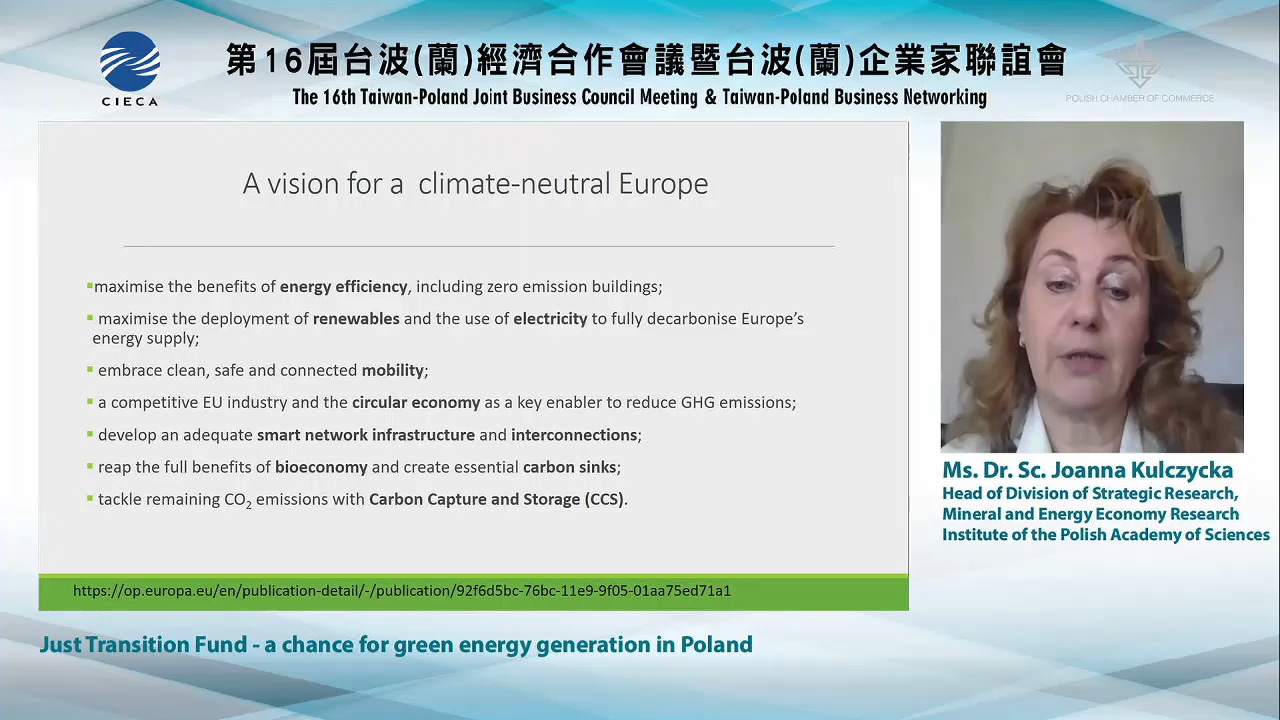 CIECA
第16屆台波(蘭)經濟合作會議暨台波(蘭)企業家聯誼會
The 16th Taiwan-Poland Joint Business Council Meeting & Taiwan-Poland Business Networking
POLISH CHAMBER OF COMMERCE
A vision for a climate-neutral Europe
maximise the benefits of energy efficiency, including zero emission buildings;
maximise the deployment of renewables and the use of electricity to fully decarbonise Europe's
energy supply;
embrace clean, safe and connected mobility;
a competitive EU industry and the circular economy as a key enabler to reduce GHG emissions;
develop an adequate smart network infrastructure and interconnections;
reap the full benefits of bioeconomy and create essential carbon sinks;
tackle remaining CO₂ emissions with Carbon Capture and Storage (CCS).
https://op.europa.eu/en/publication-detail/-/publication/92f6d5bc-76bc-11e9-9f05-01aa75ed71a1
Ms. Dr. Sc. Joanna Kulczycka
Head of Division of Strategic Research,
Mineral and Energy Economy Research
Institute of the Polish Academy of Sciences
Just Transition Fund - a chance for green energy generation in Poland